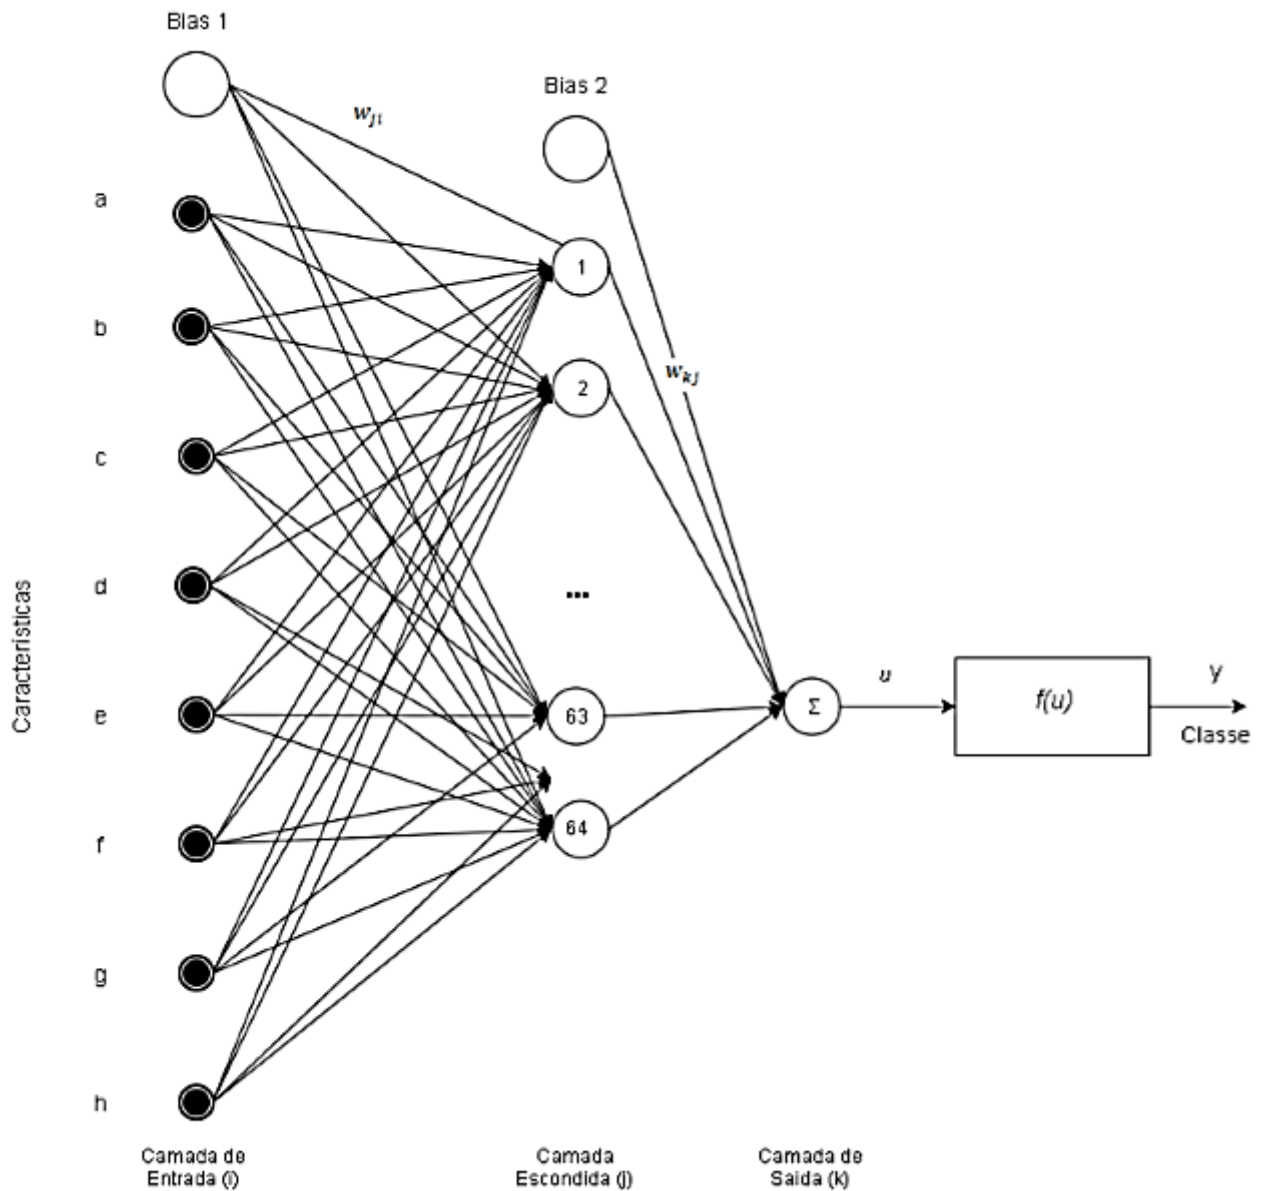 Bias 1
Bias 2
w_ji
a
1
b
2
w_kj
c
d
...
Características
e
63
Σ
u
f(u)
y
Classe
f
64
g
h
Camada de
Entrada (i)
Camada
Escondida (j)
Camada de
Saída (k)